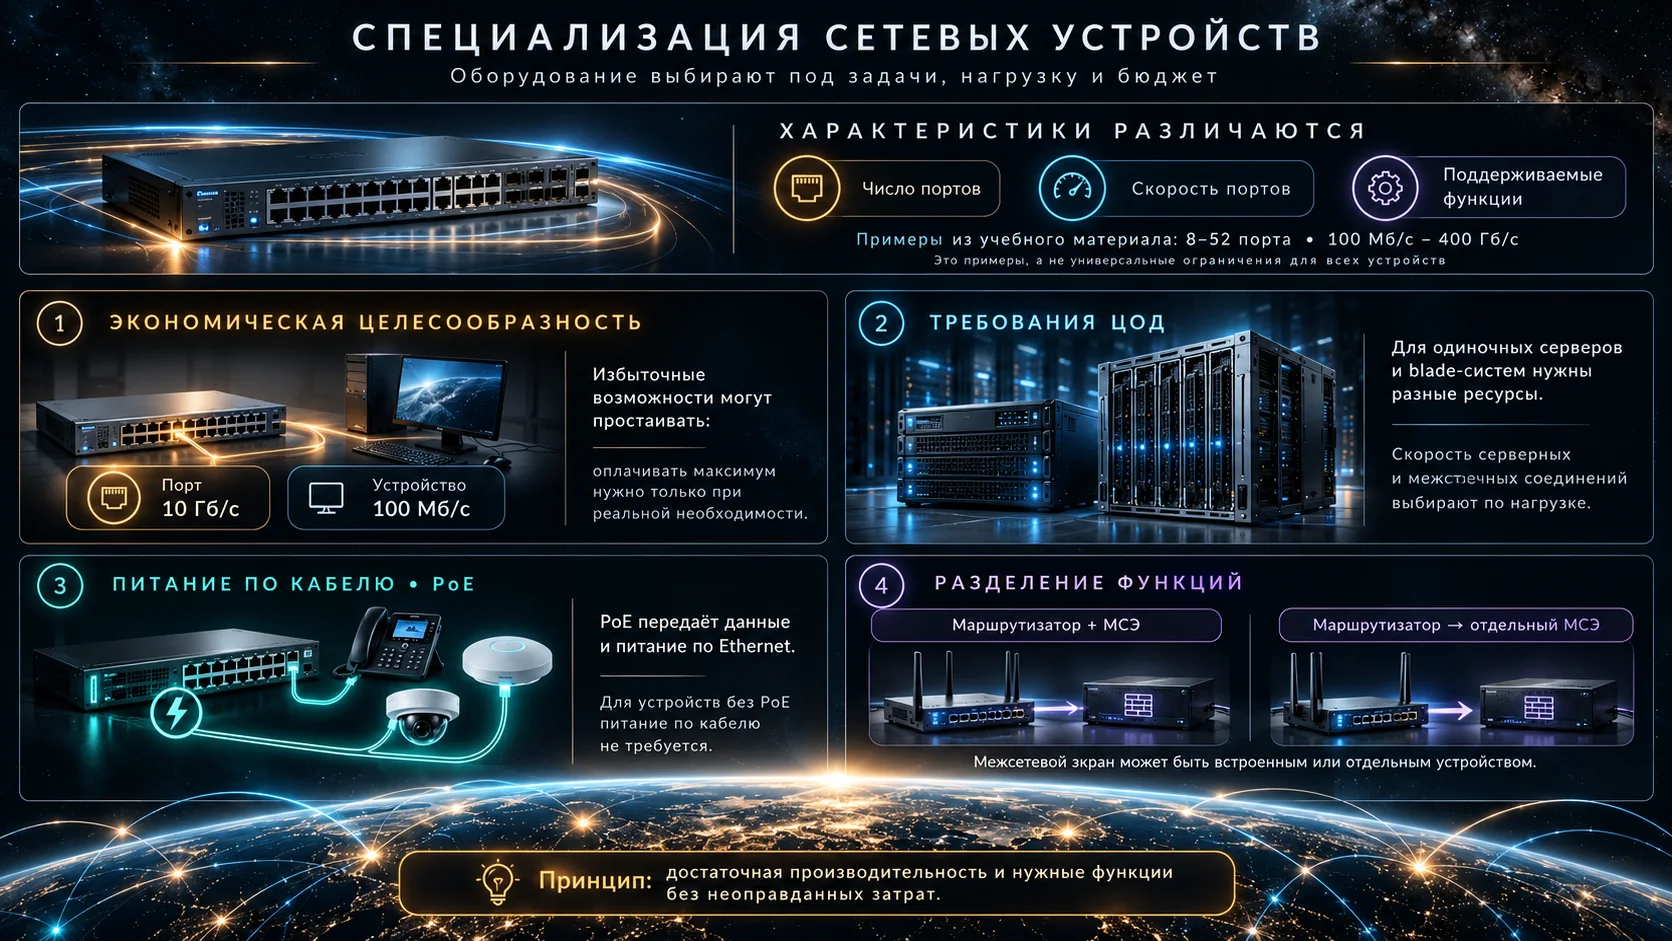 СПЕЦИАЛИЗАЦИЯ СЕТЕВЫХ УСТРОЙСТВ
Оборудование выбирают под задачи, нагрузку и бюджет
ХАРАКТЕРИСТИКИ РАЗЛИЧАЮТСЯ
Число портов
Скорость портов
Поддерживаемые
функции
Примеры из учебного материала: 8–52 порта • 100 Мб/с – 400 Гб/с
Это примеры, а не универсальные ограничения для всех устройств
1 ЭКОНОМИЧЕСКАЯ ЦЕЛЕСООБРАЗНОСТЬ
Избыточные
возможности могут
простаивать:
оплачивать максимум
нужно только при
реальной необходимости.
Порт
10 Гб/с
Устройство
100 Мб/с
2 ТРЕБОВАНИЯ ЦОД
Для одиночных серверов
и blade-систем нужны
разные ресурсы.
Скорость серверных
и межстоечных соединений
выбирают по нагрузке.
3 ПИТАНИЕ ПО КАБЕЛЮ • PoE
PoE передаёт данные
и питание по Ethernet.
Для устройств без PoE
питание по кабелю
не требуется.
4 РАЗДЕЛЕНИЕ ФУНКЦИЙ
Маршрутизатор + МСЭ
Маршрутизатор → отдельный МСЭ
Межсетевой экран может быть встроенным или отдельным устройством.
Принцип: достаточная производительность и нужные функции
без неоправданных затрат.